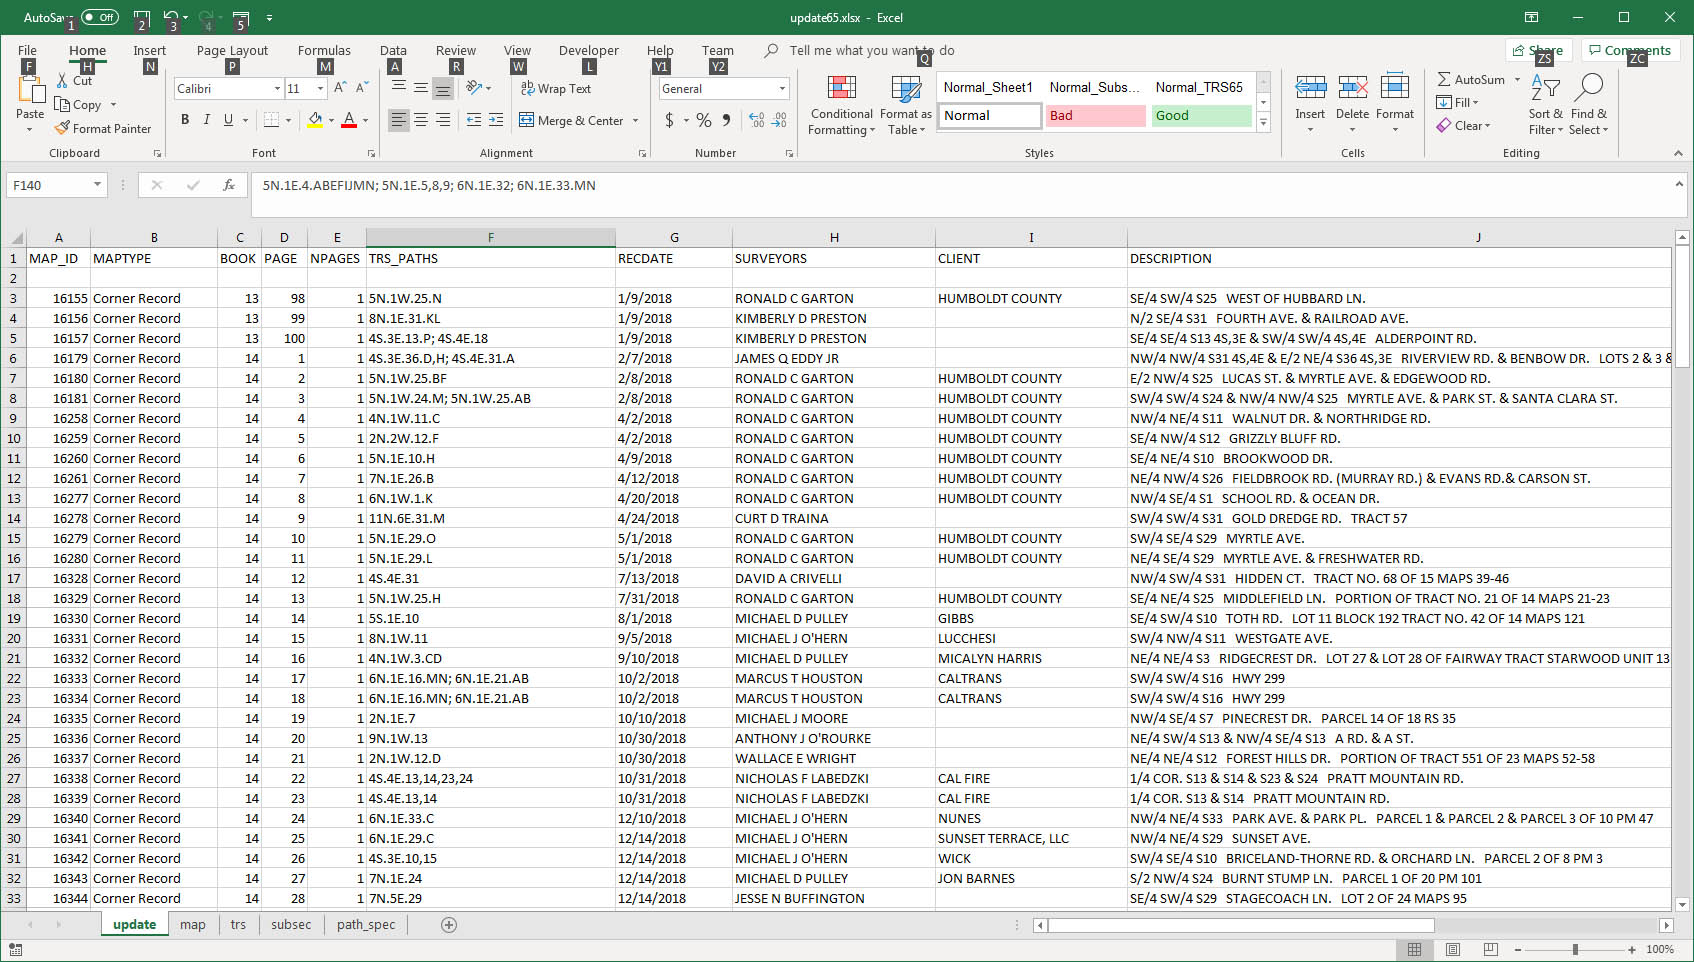 AutoSave Off update65.xlsx - Excel
1 2 3 4 5
File Home Insert Page Layout Formulas Data Review View Developer Help Team Tell me what you want to do Share Comments
F H N P M A R W L Y1 Y2 Q ZS ZC
Paste
Cut
Copy
Format Painter
Calibri 11
B I U
Wrap Text
Merge & Center
General
$ % 9
Conditional Formatting
Format as Table
Normal_Sheet1 Normal_Subs... Normal_TRS65
Normal Bad Good
Insert Delete Format
AutoSum
Fill
Clear
Sort & Filter
Find & Select
Clipboard Font Alignment Number Styles Cells Editing
F140 fx 5N.1E.4.ABEFIJMN; 5N.1E.5,8,9; 6N.1E.32; 6N.1E.33.MN
A B C D E F G H I J
1 MAP_ID MAPTYPE BOOK PAGE NPAGES TRS_PATHS RECDATE SURVEYORS CLIENT DESCRIPTION
2
3 16155 Corner Record 13 98 1 5N.1W.25.N 1/9/2018 RONALD C GARTON HUMBOLDT COUNTY SE/4 SW/4 S25 WEST OF HUBBARD LN.
4 16156 Corner Record 13 99 1 8N.1E.31.KL 1/9/2018 KIMBERLY D PRESTON N/2 SE/4 S31 FOURTH AVE. & RAILROAD AVE.
5 16157 Corner Record 13 100 1 4S.3E.13.P; 4S.4E.18 1/9/2018 KIMBERLY D PRESTON SE/4 SE/4 S13 4S,3E & SW/4 SW/4 4S,4E ALDERPOINT RD.
6 16179 Corner Record 14 1 1 4S.3E.36.D,H; 4S.4E.31.A 2/7/2018 JAMES Q EDDY JR NW/4 NW/4 S31 4S,4E & E/2 NE/4 S36 4S,3E RIVERVIEW RD. & BENBOW DR. LOTS 2 & 3 &
7 16180 Corner Record 14 2 1 5N.1W.25.BF 2/8/2018 RONALD C GARTON HUMBOLDT COUNTY E/2 NW/4 S25 LUCAS ST. & MYRTLE AVE. & EDGEWOOD RD.
8 16181 Corner Record 14 3 1 5N.1W.24.M; 5N.1W.25.AB 2/8/2018 RONALD C GARTON HUMBOLDT COUNTY SW/4 SW/4 S24 & NW/4 NW/4 S25 MYRTLE AVE. & PARK ST. & SANTA CLARA ST.
9 16258 Corner Record 14 4 1 4N.1W.11.C 4/2/2018 RONALD C GARTON HUMBOLDT COUNTY NW/4 NE/4 S11 WALNUT DR. & NORTHRIDGE RD.
10 16259 Corner Record 14 5 1 2N.2W.12.F 4/2/2018 RONALD C GARTON HUMBOLDT COUNTY SE/4 NW/4 S12 GRIZZLY BLUFF RD.
11 16260 Corner Record 14 6 1 5N.1E.10.H 4/9/2018 RONALD C GARTON HUMBOLDT COUNTY SE/4 NE/4 S10 BROOKWOOD DR.
12 16261 Corner Record 14 7 1 7N.1E.26.B 4/12/2018 RONALD C GARTON HUMBOLDT COUNTY NE/4 NW/4 S26 FIELDBROOK RD. (MURRAY RD.) & EVANS RD.& CARSON ST.
13 16277 Corner Record 14 8 1 6N.1W.1.K 4/20/2018 RONALD C GARTON HUMBOLDT COUNTY NW/4 SE/4 S1 SCHOOL RD. & OCEAN DR.
14 16278 Corner Record 14 9 1 11N.6E.31.M 4/24/2018 CURT D TRAINA SW/4 SW/4 S31 GOLD DREDGE RD. TRACT 57
15 16279 Corner Record 14 10 1 5N.1E.29.O 5/1/2018 RONALD C GARTON HUMBOLDT COUNTY SW/4 SE/4 S29 MYRTLE AVE.
16 16280 Corner Record 14 11 1 5N.1E.29.L 5/1/2018 RONALD C GARTON HUMBOLDT COUNTY NE/4 SE/4 S29 MYRTLE AVE. & FRESHWATER RD.
17 16328 Corner Record 14 12 1 4S.4E.31 7/13/2018 DAVID A CRIVELLI NW/4 SW/4 S31 HIDDEN CT. TRACT NO. 68 OF 15 MAPS 39-46
18 16329 Corner Record 14 13 1 5N.1W.25.H 7/31/2018 RONALD C GARTON HUMBOLDT COUNTY SE/4 NE/4 S25 MIDDLEFIELD LN. PORTION OF TRACT NO. 21 OF 14 MAPS 21-23
19 16330 Corner Record 14 14 1 5S.1E.10 8/1/2018 MICHAEL D PULLEY GIBBS SE/4 SW/4 S10 TOTH RD. LOT 11 BLOCK 192 TRACT NO. 42 OF 14 MAPS 121
20 16331 Corner Record 14 15 1 8N.1W.11 9/5/2018 MICHAEL J O'HERN LUCCHESI SW/4 NW/4 S11 WESTGATE AVE.
21 16332 Corner Record 14 16 1 4N.1W.3.CD 9/10/2018 MICHAEL D PULLEY MICALYN HARRIS NE/4 NE/4 S3 RIDGECREST DR. LOT 27 & LOT 28 OF FAIRWAY TRACT STARWOOD UNIT 13
22 16333 Corner Record 14 17 1 6N.1E.16.MN; 6N.1E.21.AB 10/2/2018 MARCUS T HOUSTON CALTRANS SW/4 SW/4 S16 HWY 299
23 16334 Corner Record 14 18 1 6N.1E.16.MN; 6N.1E.21.AB 10/2/2018 MARCUS T HOUSTON CALTRANS SW/4 SW/4 S16 HWY 299
24 16335 Corner Record 14 19 1 2N.1E.7 10/10/2018 MICHAEL J MOORE NW/4 SE/4 S7 PINECREST DR. PARCEL 14 OF 18 RS 35
25 16336 Corner Record 14 20 1 9N.1W.13 10/30/2018 ANTHONY J O'ROURKE NE/4 SW/4 S13 & NW/4 SE/4 S13 A RD. & A ST.
26 16337 Corner Record 14 21 1 2N.1W.12.D 10/30/2018 WALLACE E WRIGHT NE/4 NE/4 S12 FOREST HILLS DR. PORTION OF TRACT 551 OF 23 MAPS 52-58
27 16338 Corner Record 14 22 1 4S.4E.13,14,23,24 10/31/2018 NICHOLAS F LABEDZKI CAL FIRE 1/4 COR. S13 & S14 & S23 & S24 PRATT MOUNTAIN RD.
28 16339 Corner Record 14 23 1 4S.4E.13,14 10/31/2018 NICHOLAS F LABEDZKI CAL FIRE 1/4 COR. S13 & S14 PRATT MOUNTAIN RD.
29 16340 Corner Record 14 24 1 6N.1E.33.C 12/10/2018 MICHAEL J O'HERN NUNES NW/4 NE/4 S33 PARK AVE. & PARK PL. PARCEL 1 & PARCEL 2 & PARCEL 3 OF 10 PM 47
30 16341 Corner Record 14 25 1 6N.1E.29.C 12/14/2018 MICHAEL J O'HERN SUNSET TERRACE, LLC NW/4 NE/4 S29 SUNSET AVE.
31 16342 Corner Record 14 26 1 4S.3E.10,15 12/14/2018 MICHAEL J O'HERN WICK SW/4 SE/4 S10 BRICELAND-THORNE RD. & ORCHARD LN. PARCEL 2 OF 8 PM 3
32 16343 Corner Record 14 27 1 7N.1E.24 12/14/2018 MICHAEL D PULLEY JON BARNES S/2 NW/4 S24 BURNT STUMP LN. PARCEL 1 OF 20 PM 101
33 16344 Corner Record 14 28 1 7N.5E.29 12/14/2018 JESSE N BUFFINGTON SE/4 SW/4 S29 STAGECOACH LN. LOT 2 OF 24 MAPS 95
update map trs subsec path_spec
100%